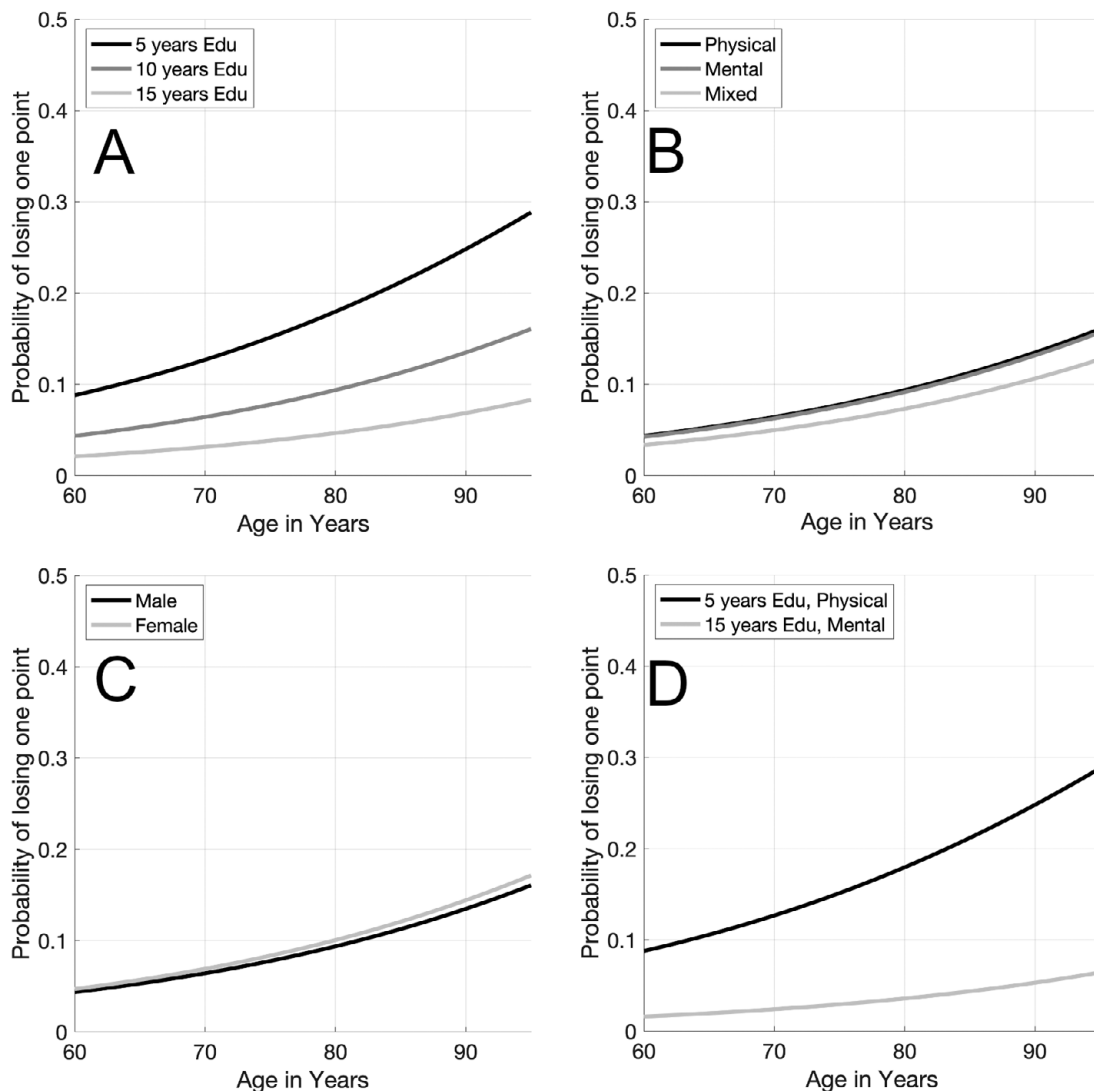 0.5
5 years Edu
10 years Edu
15 years Edu
0.4
A
0.3
0.2
0.1
0
60 70 80 90
Probability of losing one point
Age in Years
0.5
Physical
Mental
Mixed
0.4
B
0.3
0.2
0.1
0
60 70 80 90
Probability of losing one point
Age in Years
0.5
Male
Female
0.4
C
0.3
0.2
0.1
0
60 70 80 90
Probability of losing one point
Age in Years
0.5
5 years Edu, Physical
15 years Edu, Mental
0.4
D
0.3
0.2
0.1
0
60 70 80 90
Probability of losing one point
Age in Years